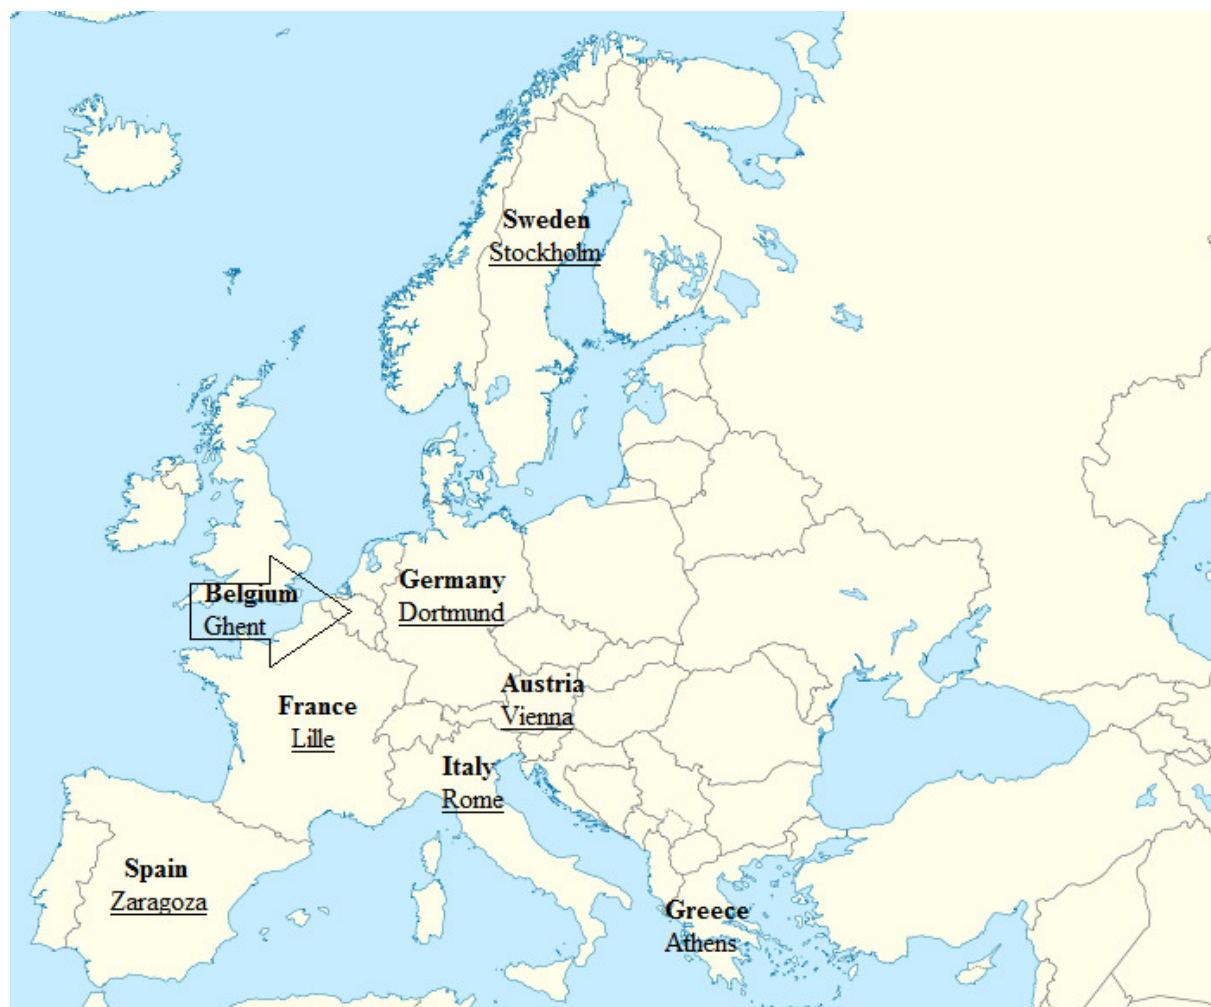 Sweden
Stockholm
Belgium
Ghent
Germany
Dortmund
Austria
Vienna
France
Lille
Italy
Rome
Spain
Zaragoza
Greece
Athens